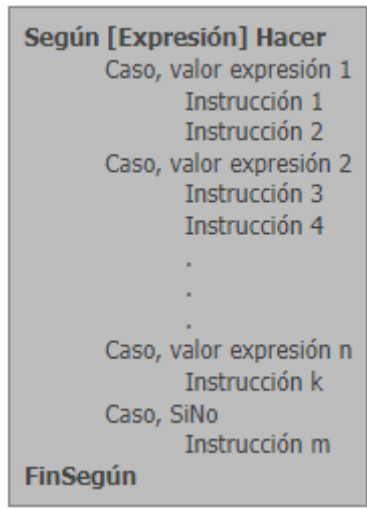 Según [Expresión] Hacer
Caso, valor expresión 1
Instrucción 1
Instrucción 2
Caso, valor expresión 2
Instrucción 3
Instrucción 4
.
.
.
Caso, valor expresión n
Instrucción k
Caso, SiNo
Instrucción m
FinSegún